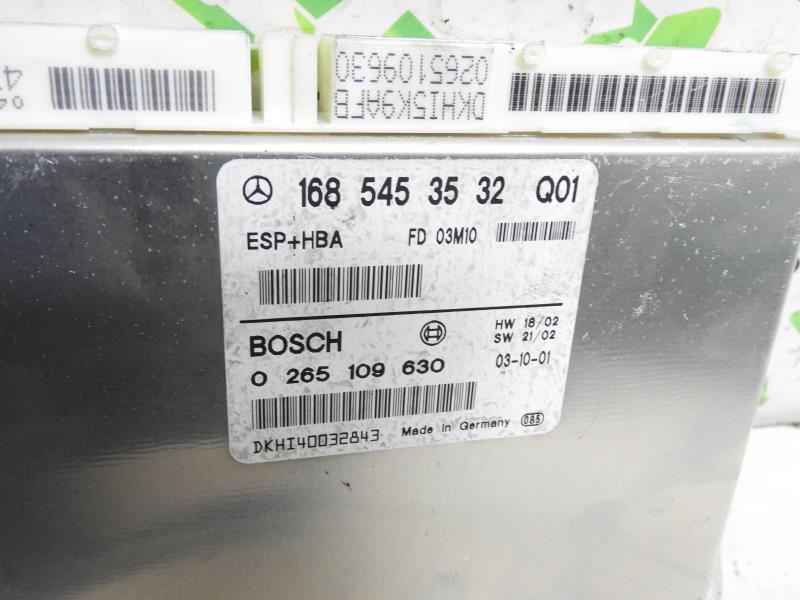 DKHI5K9AFB
0265109630
168 545 35 32 Q01
ESP+HBA FD 03M10
BOSCH HW 18/02
SW 21/02
0 265 109 630 03-10-01
DKHI40032843 Made in Germany 085